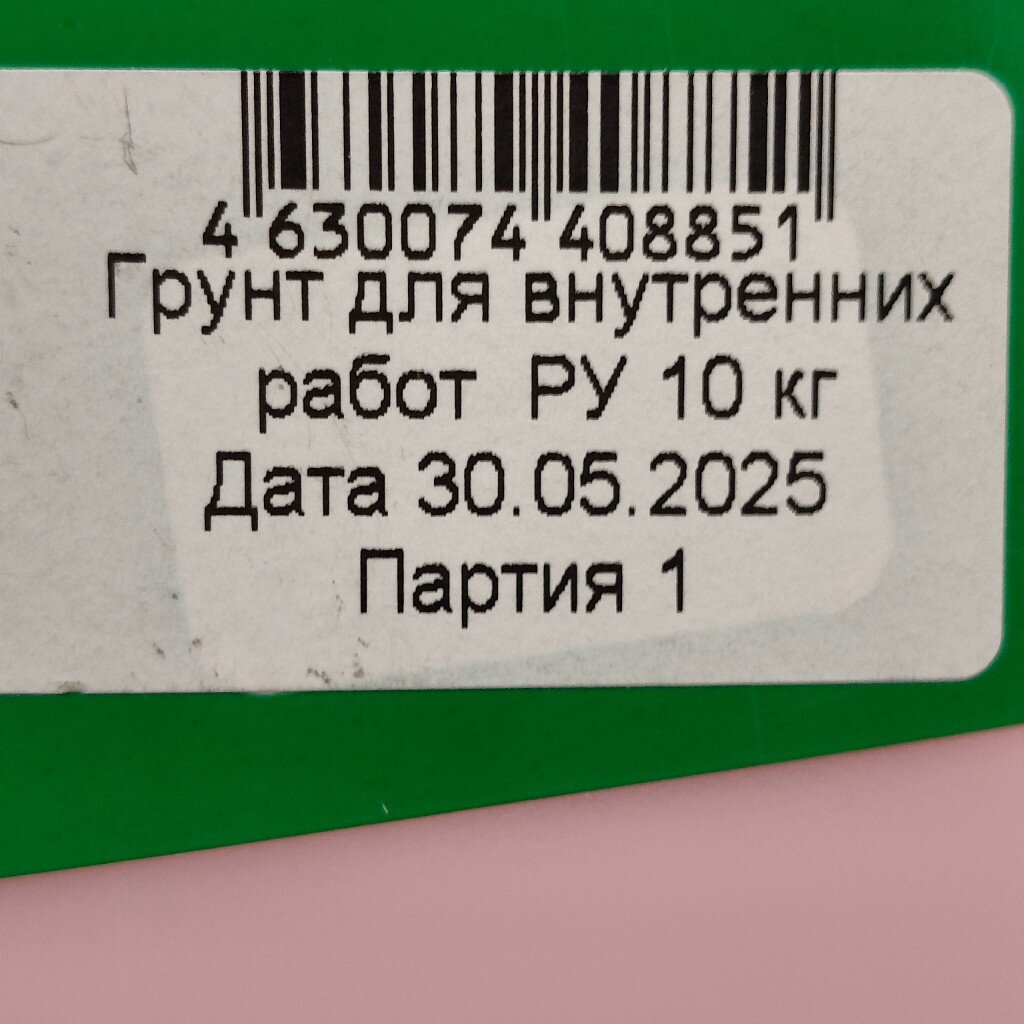 4 630074 408851
Грунт для внутренних
работ РУ 10 кг
Дата 30.05.2025
Партия 1